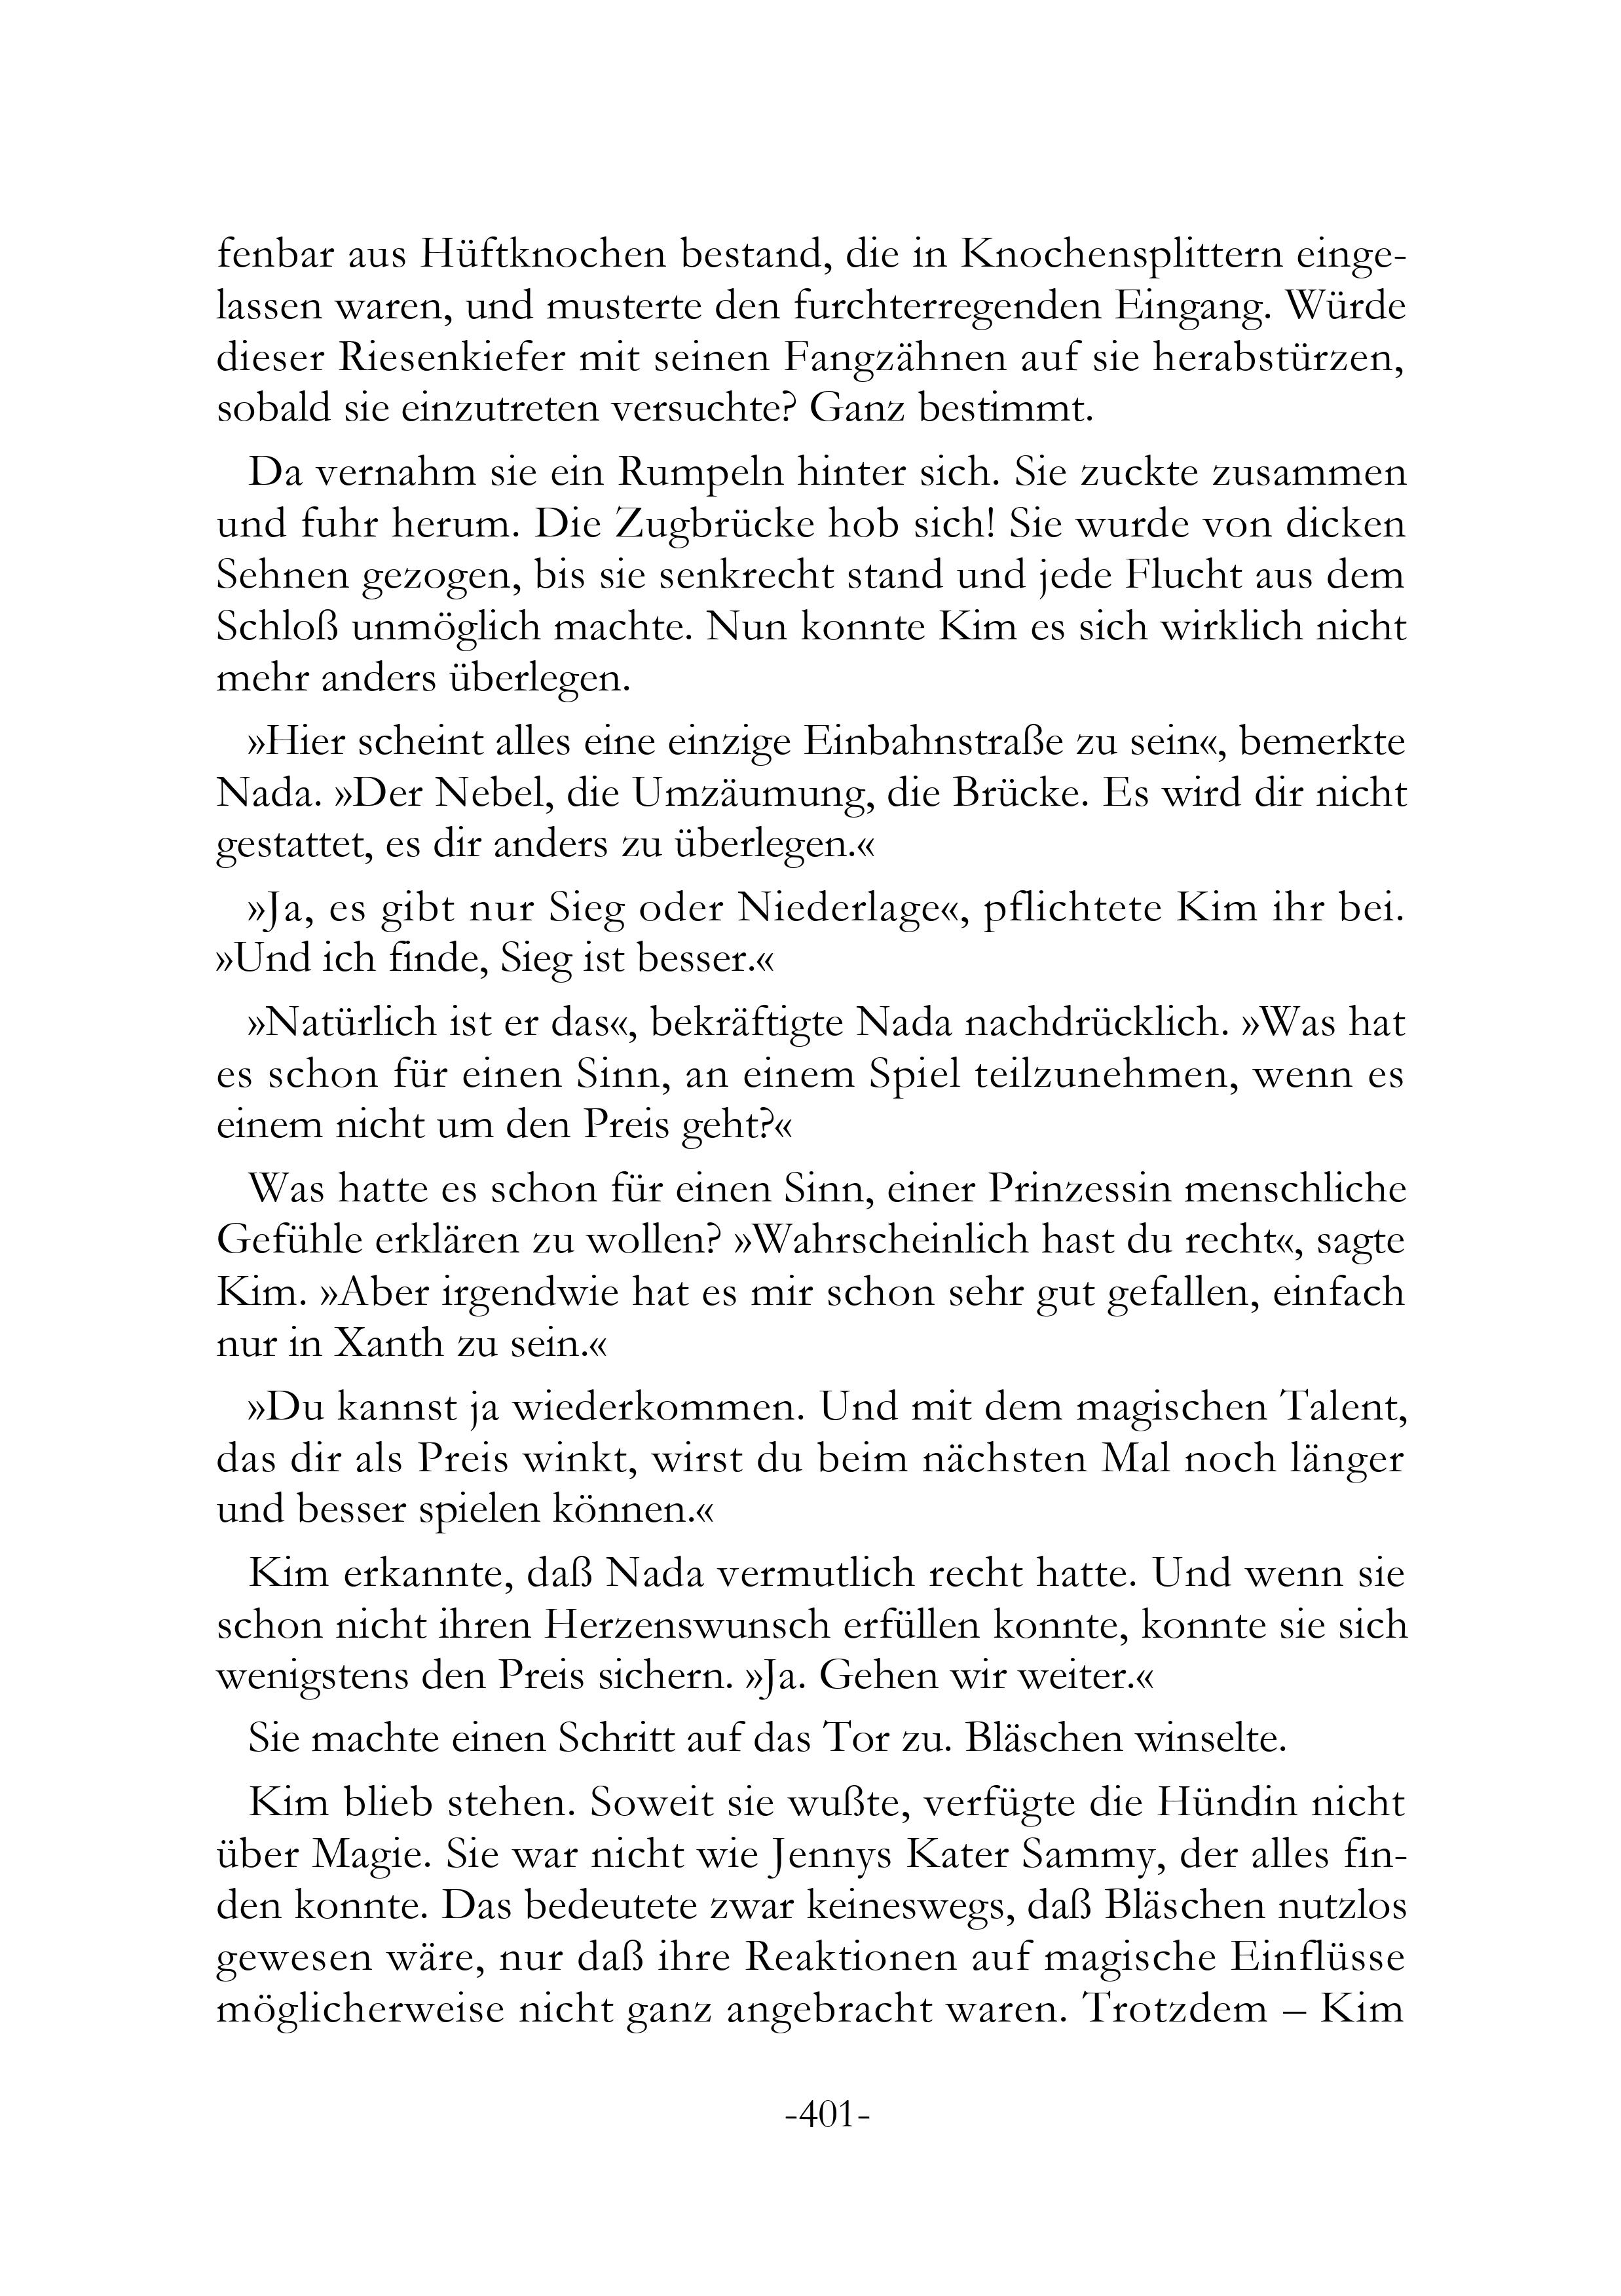 fenbar aus Hüftknochen bestand, die in Knochensplittern einge-
lassen waren, und musterte den furchterregenden Eingang. Würde
dieser Riesenkiefer mit seinen Fangzähnen auf sie herabstürzen,
sobald sie einzutreten versuchte? Ganz bestimmt.
Da vernahm sie ein Rumpeln hinter sich. Sie zuckte zusammen
und fuhr herum. Die Zugbrücke hob sich! Sie wurde von dicken
Sehnen gezogen, bis sie senkrecht stand und jede Flucht aus dem
Schloß unmöglich machte. Nun konnte Kim es sich wirklich nicht
mehr anders überlegen.
»Hier scheint alles eine einzige Einbahnstraße zu sein«, bemerkte
Nada. »Der Nebel, die Umzäumung, die Brücke. Es wird dir nicht
gestattet, es dir anders zu überlegen.«
»Ja, es gibt nur Sieg oder Niederlage«, pflichtete Kim ihr bei.
»Und ich finde, Sieg ist besser.«
»Natürlich ist er das«, bekräftigte Nada nachdrücklich. »Was hat
es schon für einen Sinn, an einem Spiel teilzunehmen, wenn es
einem nicht um den Preis geht?«
Was hatte es schon für einen Sinn, einer Prinzessin menschliche
Gefühle erklären zu wollen? »Wahrscheinlich hast du recht«, sagte
Kim. »Aber irgendwie hat es mir schon sehr gut gefallen, einfach
nur in Xanth zu sein.«
»Du kannst ja wiederkommen. Und mit dem magischen Talent,
das dir als Preis winkt, wirst du beim nächsten Mal noch länger
und besser spielen können.«
Kim erkannte, daß Nada vermutlich recht hatte. Und wenn sie
schon nicht ihren Herzenswunsch erfüllen konnte, konnte sie sich
wenigstens den Preis sichern. »Ja. Gehen wir weiter.«
Sie machte einen Schritt auf das Tor zu. Bläschen winselte.
Kim blieb stehen. Soweit sie wußte, verfügte die Hündin nicht
über Magie. Sie war nicht wie Jennys Kater Sammy, der alles fin-
den konnte. Das bedeutete zwar keineswegs, daß Bläschen nutzlos
gewesen wäre, nur daß ihre Reaktionen auf magische Einflüsse
möglicherweise nicht ganz angebracht waren. Trotzdem – Kim
-401-